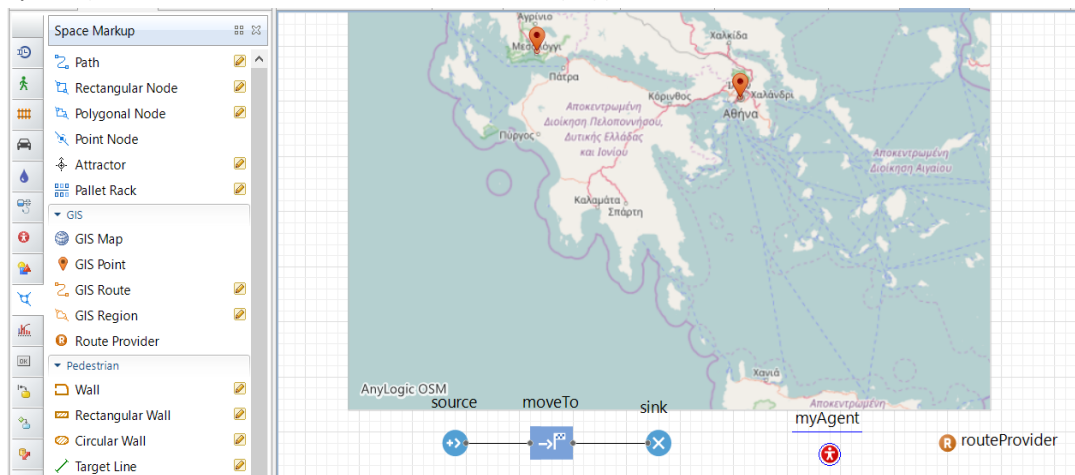 Space Markup
Path
Rectangular Node
Polygonal Node
Point Node
Attractor
Pallet Rack
GIS
GIS Map
GIS Point
GIS Route
GIS Region
Route Provider
Pedestrian
Wall
Rectangular Wall
Circular Wall
Target Line
Αγρίνιο
Χαλκίδα
Πάτρα
Κόρινθος
Χαλάνδρι
Αθήνα
Αποκεντρωμένη
Διοίκηση Πελοποννήσου,
Δυτικής Ελλάδας
και Ιονίου
Πύργος
Αποκεντρωμένη
Διοίκηση Αιγαίου
Καλαμάτα
Σπάρτη
Χανιά
AnyLogic OSM
Αποκεντρωμένη
source
moveTo
sink
myAgent
routeProvider